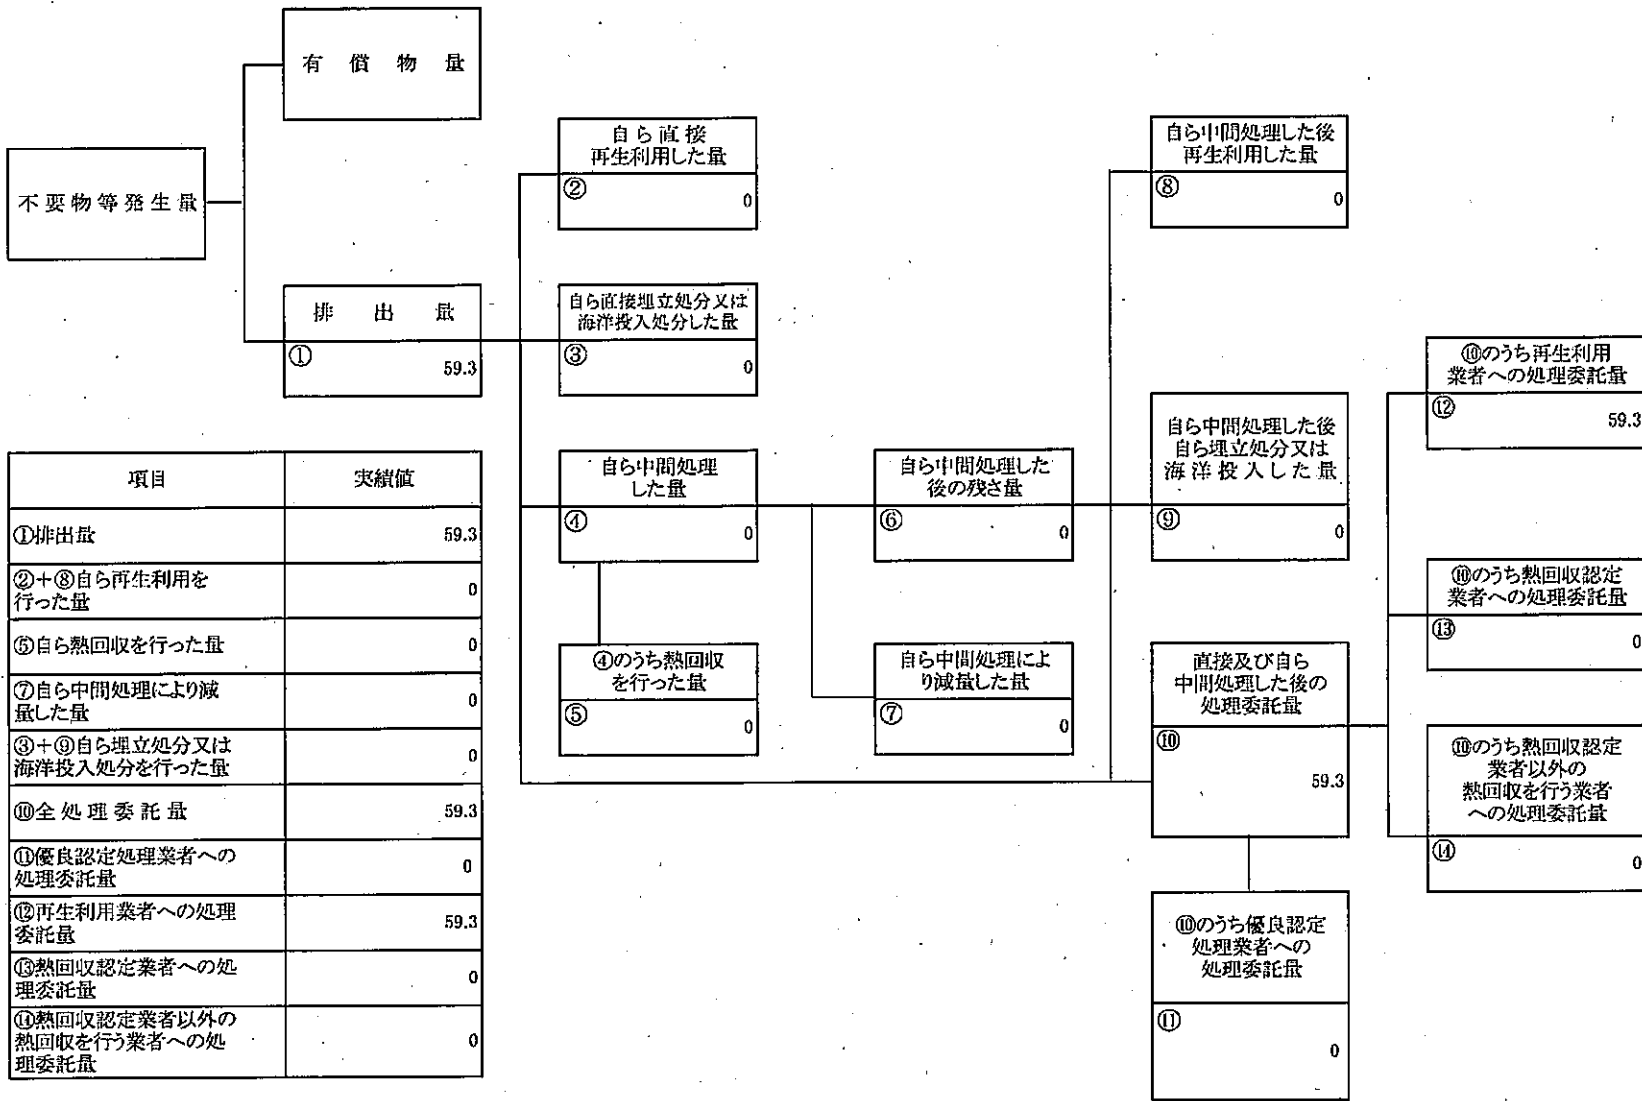 有償物量
不要物等発生量
排出量
①
59.3
自ら直接
再生利用した量
②
0
自ら直接埋立処分又は
海洋投入処分した量
③
0
自ら中間処理
した量
④
0
④のうち熱回収
を行った量
⑤
0
自ら中間処理した
後の残さ量
⑥
0
自ら中間処理によ
り減量した量
⑦
0
自ら中間処理した後
再生利用した量
⑧
0
自ら中間処理した後
自ら埋立処分又は
海洋投入した量
⑨
0
直接及び自ら
中間処理した後の
処理委託量
⑩
59.3
⑩のうち優良認定
処理業者への
処理委託量
⑪
0
⑩のうち再生利用
業者への処理委託量
⑫
59.3
⑩のうち熱回収認定
業者への処理委託量
⑬
0
⑩のうち熱回収認定
業者以外の
熱回収を行う業者
への処理委託量
⑭
0
項目 実績値
①排出量 59.3
②+⑧自ら再生利用を
行った量 0
⑤自ら熱回収を行った量 0
⑦自ら中間処理により減
量した量 0
③+⑨自ら埋立処分又は
海洋投入処分を行った量 0
⑩全処理委託量 59.3
⑪優良認定処理業者への
処理委託量 0
⑫再生利用業者への処理
委託量 59.3
⑬熱回収認定業者への処
理委託量 0
⑭熱回収認定業者以外の
熱回収を行う業者への処
理委託量 0